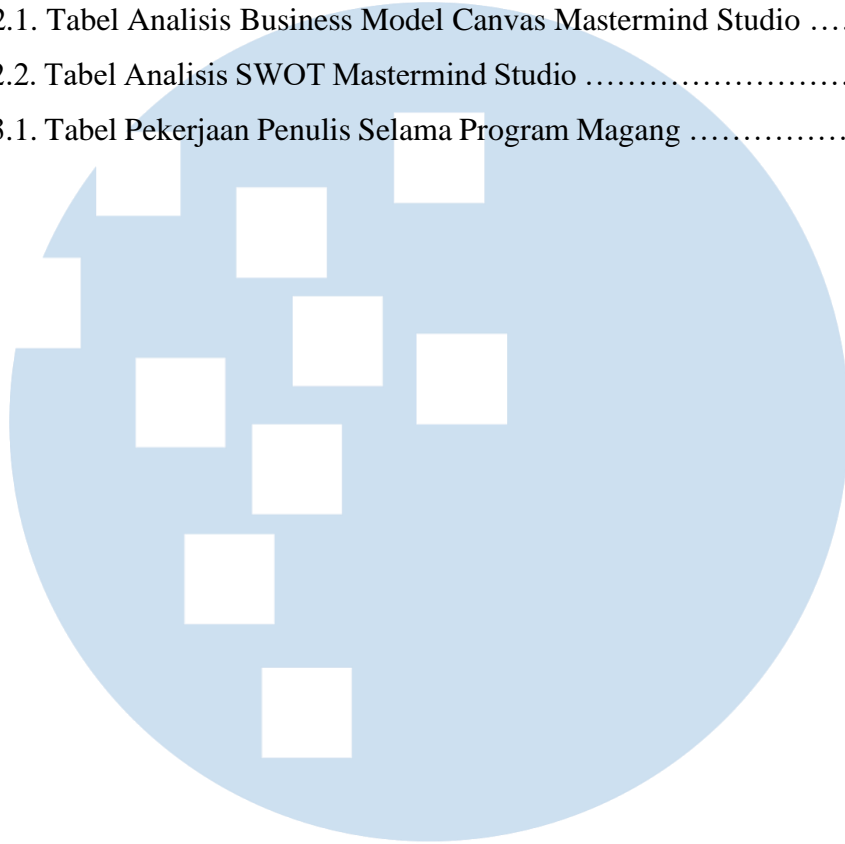 2.1. Tabel Analisis Business Model Canvas Mastermind Studio ….
2.2. Tabel Analisis SWOT Mastermind Studio ……………………….
3.1. Tabel Pekerjaan Penulis Selama Program Magang …………….